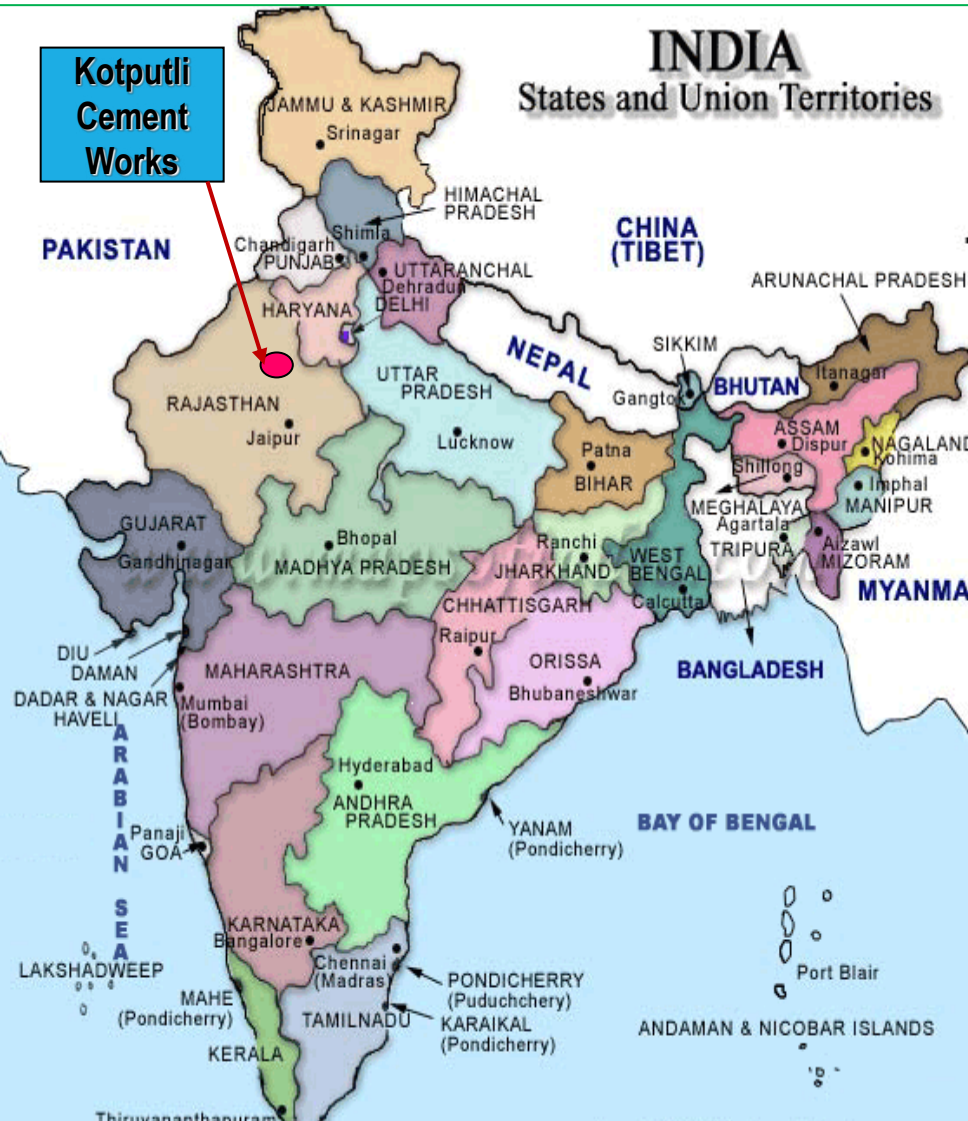 INDIA
States and Union Territories
Kotputli
Cement
Works
JAMMU & KASHMIR
Srinagar
HIMACHAL
PRADESH
CHINA
(TIBET)
PAKISTAN
Shimla
Chandigarh
PUNJAB
UTTARANCHAL
Dehradun
DELHI
HARYANA
ARUNACHAL PRADESH
NEPAL
SIKKIM
Gangtok
BHUTAN
Itanagar
UTTAR
PRADESH
Lucknow
RAJASTHAN
Jaipur
Patna
BIHAR
ASSAM
Dispur
NAGALAND
Kohima
Shillong
MEGHALAYA
Imphal
MANIPUR
Agartala
TRIPURA
Aizawl
MIZORAM
MYANMA
GUJARAT
Gandhinagar
Bhopal
MADHYA PRADESH
Ranchi
JHARKHAND
WEST
BENGAL
Calcutta
CHHATTISGARH
Raipur
ORISSA
Bhubaneshwar
BANGLADESH
DIU
DAMAN
DADAR & NAGAR
HAVELI
MAHARASHTRA
Mumbai
(Bombay)
ARABIAN SEA
Hyderabad
ANDHRA
PRADESH
YANAM
(Pondicherry)
BAY OF BENGAL
Panaji
GOA
KARNATAKA
Bangalore
Chennai
(Madras)
PONDICHERRY
(Puduchchery)
LAKSHADWEEP
MAHE
(Pondicherry)
TAMILNADU
KARAIKAL
(Pondicherry)
KERALA
Port Blair
ANDAMAN & NICOBAR ISLANDS
Thiruvananthapuram